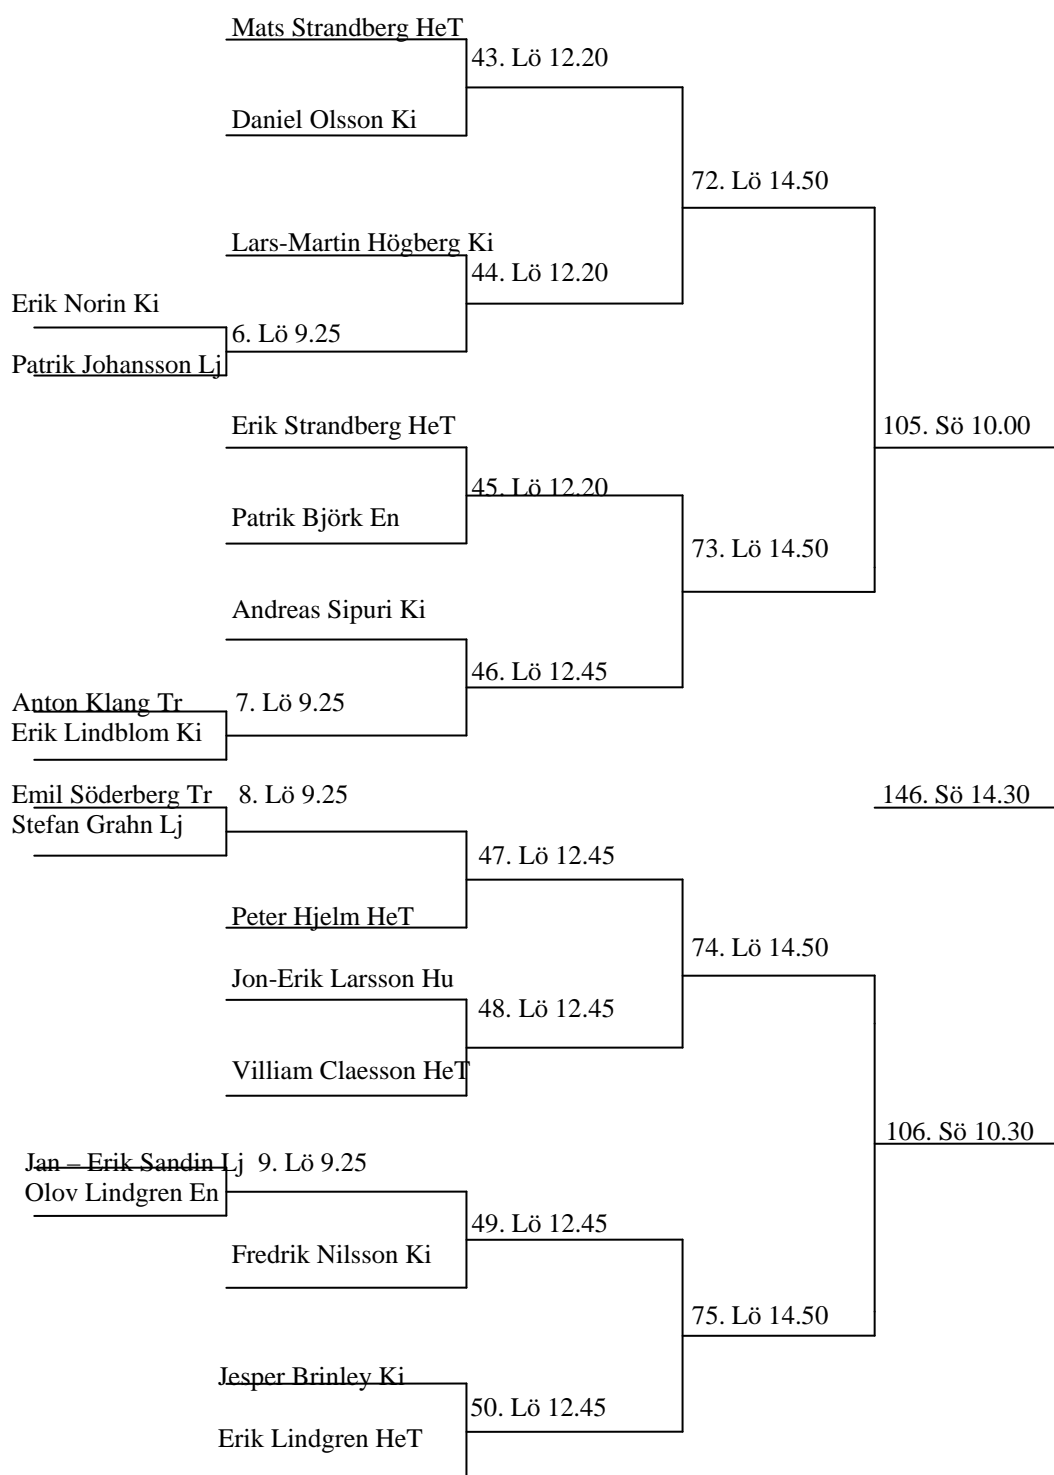 Mats Strandberg HeT
43. Lö 12.20
Daniel Olsson Ki
72. Lö 14.50
Lars-Martin Högberg Ki
44. Lö 12.20
Erik Norin Ki
6. Lö 9.25
Patrik Johansson Lj
Erik Strandberg HeT
105. Sö 10.00
45. Lö 12.20
Patrik Björk En
73. Lö 14.50
Andreas Sipuri Ki
46. Lö 12.45
Anton Klang Tr
7. Lö 9.25
Erik Lindblom Ki
Emil Söderberg Tr
8. Lö 9.25
146. Sö 14.30
Stefan Grahn Lj
47. Lö 12.45
Peter Hjelm HeT
74. Lö 14.50
Jon-Erik Larsson Hu
48. Lö 12.45
Villiam Claesson HeT
106. Sö 10.30
Jan – Erik Sandin Lj
9. Lö 9.25
Olov Lindgren En
49. Lö 12.45
Fredrik Nilsson Ki
75. Lö 14.50
Jesper Brinley Ki
50. Lö 12.45
Erik Lindgren HeT